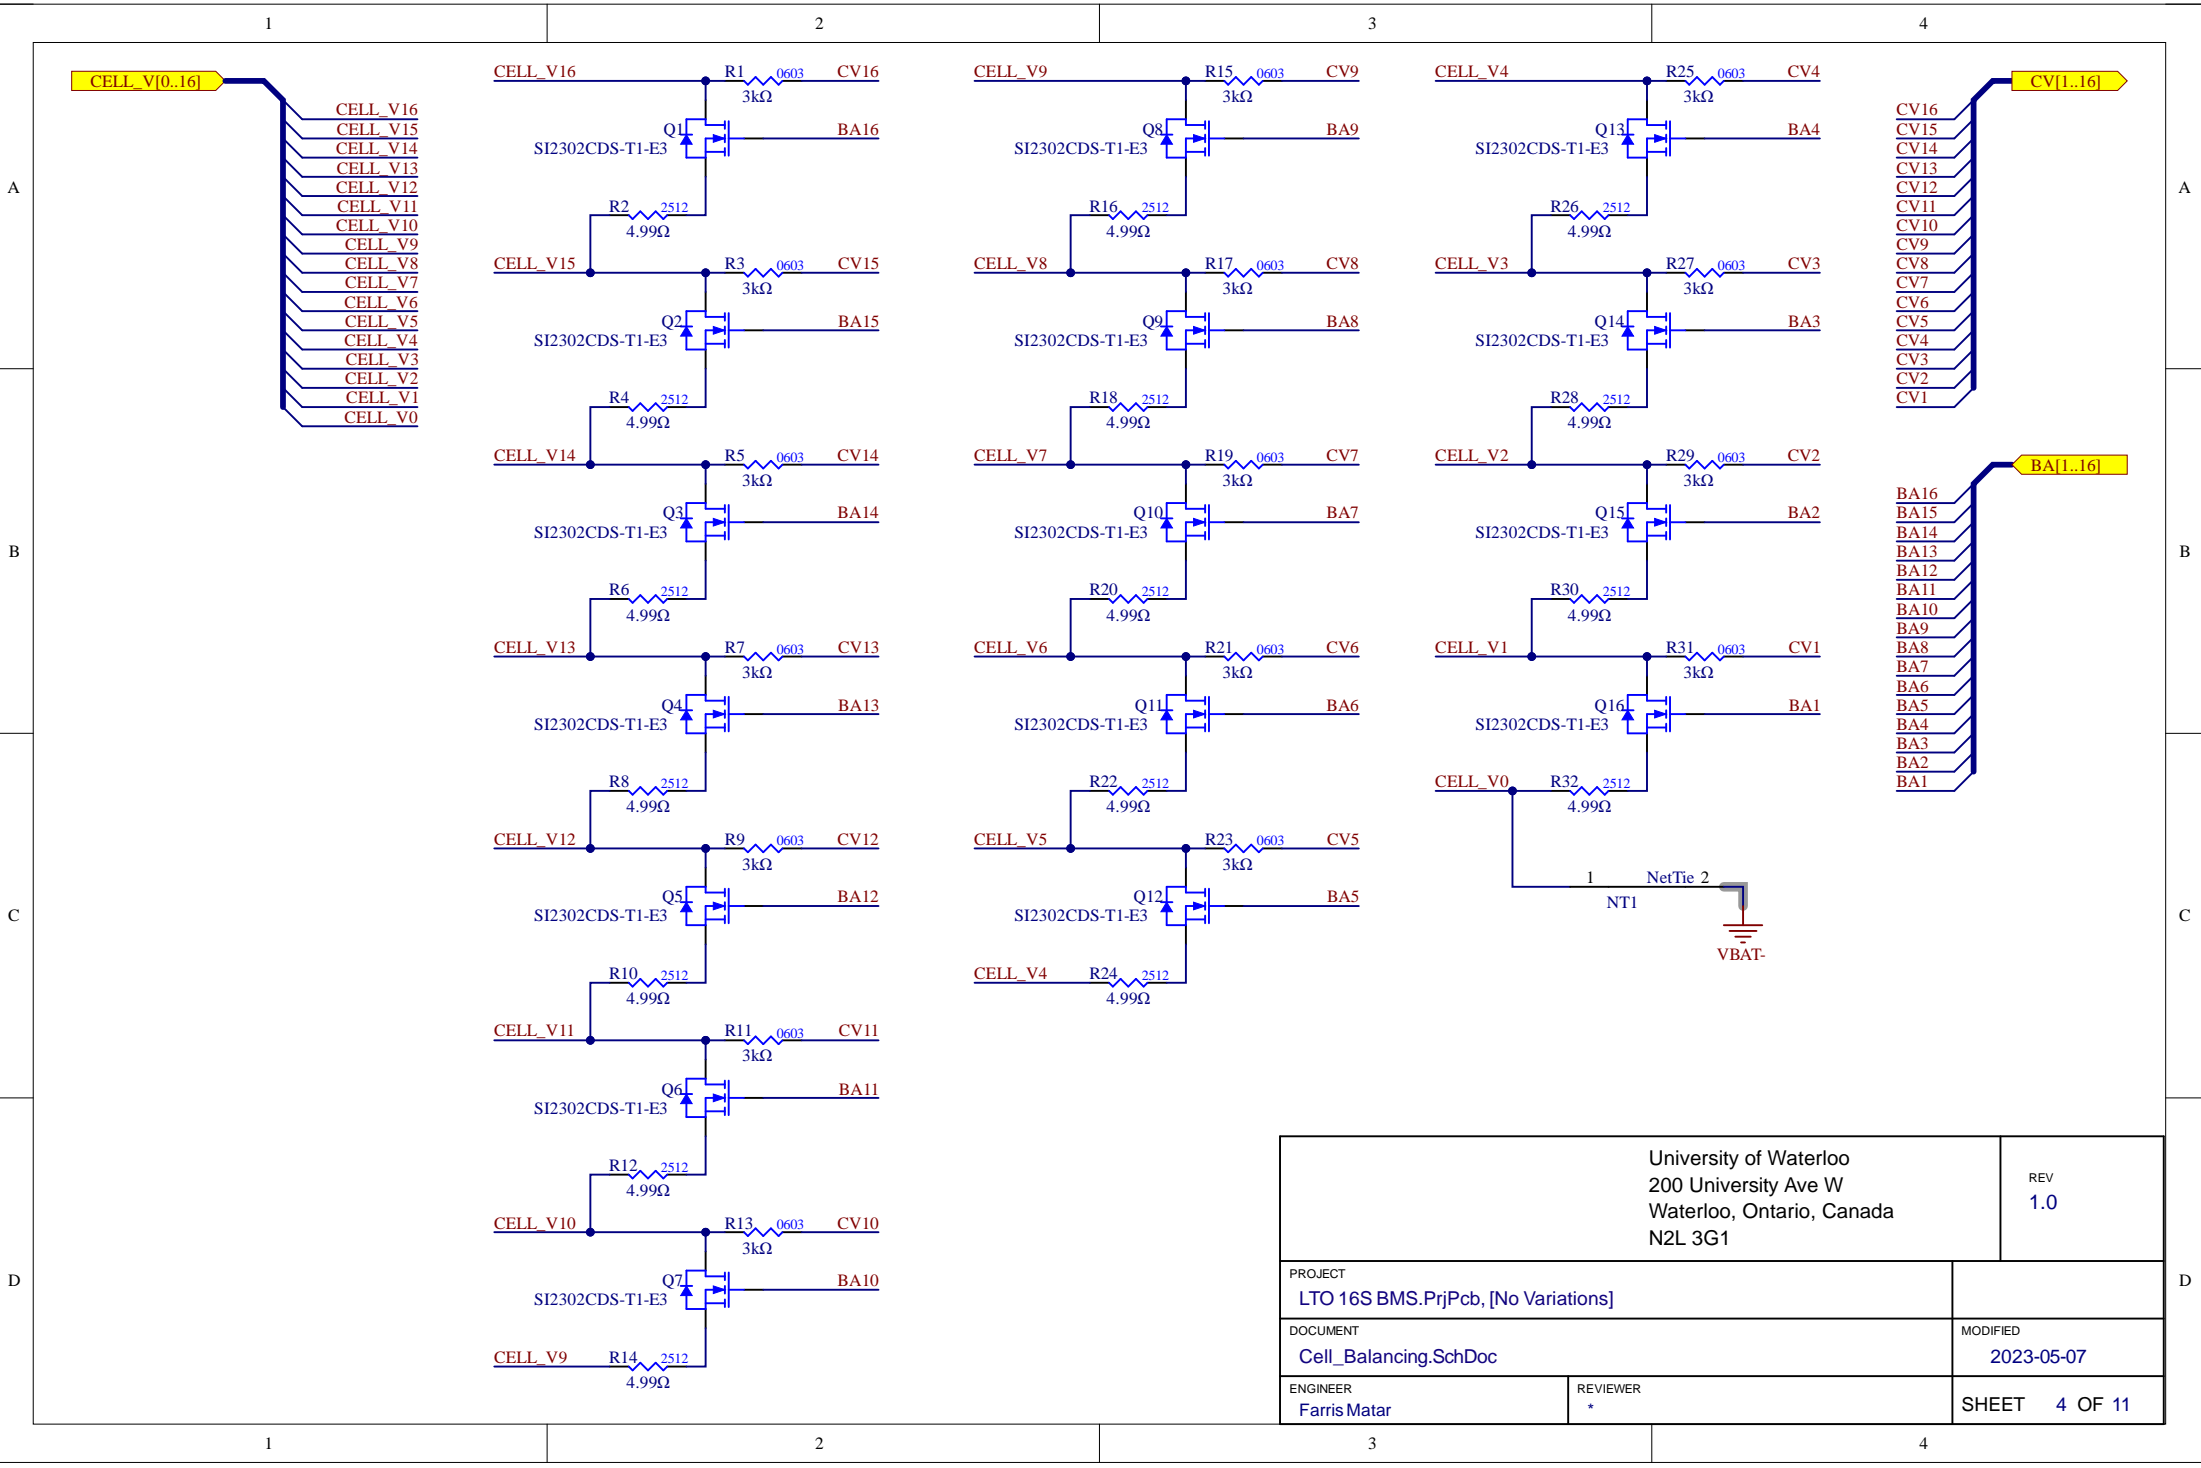 1 2 3 4
A B C D
CELL_V[0..16]
CELL_V16
CELL_V15
CELL_V14
CELL_V13
CELL_V12
CELL_V11
CELL_V10
CELL_V9
CELL_V8
CELL_V7
CELL_V6
CELL_V5
CELL_V4
CELL_V3
CELL_V2
CELL_V1
CELL_V0
CELL_V16 R1 0603 CV16
3kΩ
Q1 BA16
SI2302CDS-T1-E3
R2 2512
4.99Ω
CELL_V15 R3 0603 CV15
3kΩ
Q2 BA15
SI2302CDS-T1-E3
R4 2512
4.99Ω
CELL_V14 R5 0603 CV14
3kΩ
Q3 BA14
SI2302CDS-T1-E3
R6 2512
4.99Ω
CELL_V13 R7 0603 CV13
3kΩ
Q4 BA13
SI2302CDS-T1-E3
R8 2512
4.99Ω
CELL_V12 R9 0603 CV12
3kΩ
Q5 BA12
SI2302CDS-T1-E3
R10 2512
4.99Ω
CELL_V11 R11 0603 CV11
3kΩ
Q6 BA11
SI2302CDS-T1-E3
R12 2512
4.99Ω
CELL_V10 R13 0603 CV10
3kΩ
Q7 BA10
SI2302CDS-T1-E3
CELL_V9 R14 2512
4.99Ω
CELL_V9 R15 0603 CV9
3kΩ
Q8 BA9
SI2302CDS-T1-E3
R16 2512
4.99Ω
CELL_V8 R17 0603 CV8
3kΩ
Q9 BA8
SI2302CDS-T1-E3
R18 2512
4.99Ω
CELL_V7 R19 0603 CV7
3kΩ
Q10 BA7
SI2302CDS-T1-E3
R20 2512
4.99Ω
CELL_V6 R21 0603 CV6
3kΩ
Q11 BA6
SI2302CDS-T1-E3
R22 2512
4.99Ω
CELL_V5 R23 0603 CV5
3kΩ
Q12 BA5
SI2302CDS-T1-E3
CELL_V4 R24 2512
4.99Ω
CELL_V4 R25 0603 CV4
3kΩ
Q13 BA4
SI2302CDS-T1-E3
R26 2512
4.99Ω
CELL_V3 R27 0603 CV3
3kΩ
Q14 BA3
SI2302CDS-T1-E3
R28 2512
4.99Ω
CELL_V2 R29 0603 CV2
3kΩ
Q15 BA2
SI2302CDS-T1-E3
R30 2512
4.99Ω
CELL_V1 R31 0603 CV1
3kΩ
Q16 BA1
SI2302CDS-T1-E3
CELL_V0 R32 2512
4.99Ω
1 NetTie 2
NT1
VBAT-
CV[1..16]
CV16
CV15
CV14
CV13
CV12
CV11
CV10
CV9
CV8
CV7
CV6
CV5
CV4
CV3
CV2
CV1
BA[1..16]
BA16
BA15
BA14
BA13
BA12
BA11
BA10
BA9
BA8
BA7
BA6
BA5
BA4
BA3
BA2
BA1
A B C D
University of Waterloo
200 University Ave W
Waterloo, Ontario, Canada
N2L 3G1
REV
1.0
PROJECT
LTO 16S BMS.PrjPcb, [No Variations]
DOCUMENT
Cell_Balancing.SchDoc
MODIFIED
2023-05-07
ENGINEER
Farris Matar
REVIEWER
*
SHEET 4 OF 11
1 2 3 4